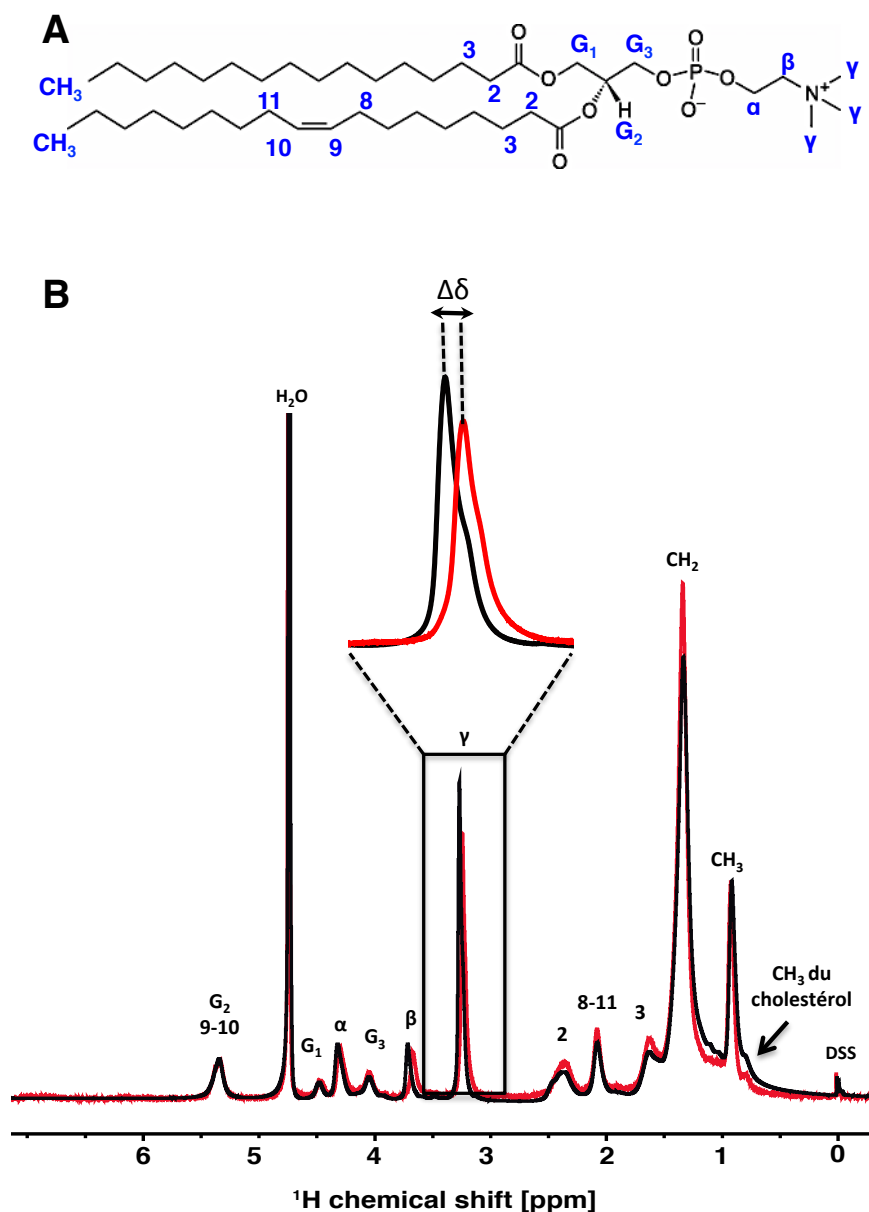 A
O
3
G₁
G₃
O
β
γ
CH₃
O
O
P
O
N⁺
γ
2
O⁻
α
11
8
2
O
H
γ
CH₃
10
9
3
G₂
O
B
Δδ
H₂O
CH₂
γ
CH₃
CH₃ du
cholestérol
G₂
9-10
G₁
α
G₃
β
2
8-11
3
DSS
6
5
4
3
2
1
0
¹H chemical shift [ppm]